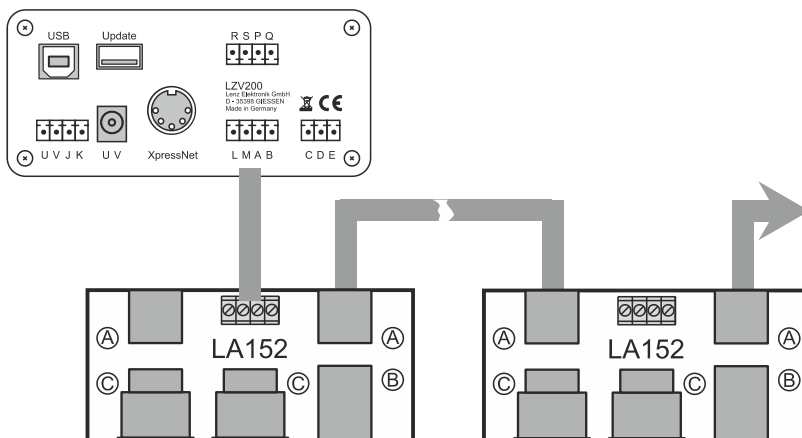 USB Update R S P Q
LZV200
Lenz Elektronik GmbH
D - 35398 GIESSEN
Made in Germany
CE
U V J K U V XpressNet L M A B C D E
A A A A
LA152 LA152
C C B C C B